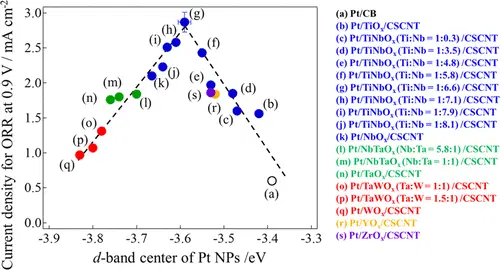 Current density for ORR at 0.9 V / mA cm⁻²
3.0
2.5
2.0
1.5
1.0
0.5
0.0
-3.9
-3.8
-3.7
-3.6
-3.5
-3.4
-3.3
d-band center of Pt NPs /eV
(g)
(h)
(i)
(f)
(j)
(k)
(m)
(e)
(n)
(l)
(s)
(r)
(d)
(b)
(c)
(o)
(p)
(q)
(a)
(a) Pt/CB
(b) Pt/TiOₓ/CSCNT
(c) Pt/TiNbOₓ(Ti:Nb = 1:0.3)/CSCNT
(d) Pt/TiNbOₓ(Ti:Nb = 1:3.5)/CSCNT
(e) Pt/TiNbOₓ(Ti:Nb = 1:4.8)/CSCNT
(f) Pt/TiNbOₓ(Ti:Nb = 1:5.8)/CSCNT
(g) Pt/TiNbOₓ(Ti:Nb = 1:6.6)/CSCNT
(h) Pt/TiNbOₓ(Ti:Nb = 1:7.1)/CSCNT
(i) Pt/TiNbOₓ(Ti:Nb = 1:7.9)/CSCNT
(j) Pt/TiNbOₓ(Ti:Nb = 1:8.1)/CSCNT
(k) Pt/NbOₓ/CSCNT
(l) Pt/NbTaOₓ(Nb:Ta = 5.8:1)/CSCNT
(m) Pt/NbTaOₓ(Nb:Ta = 1:1)/CSCNT
(n) Pt/TaOₓ/CSCNT
(o) Pt/TaWOₓ(Ta:W = 1:1)/CSCNT
(p) Pt/TaWOₓ(Ta:W = 1.5:1)/CSCNT
(q) Pt/WOₓ/CSCNT
(r) Pt/YOₓ/CSCNT
(s) Pt/ZrOₓ/CSCNT